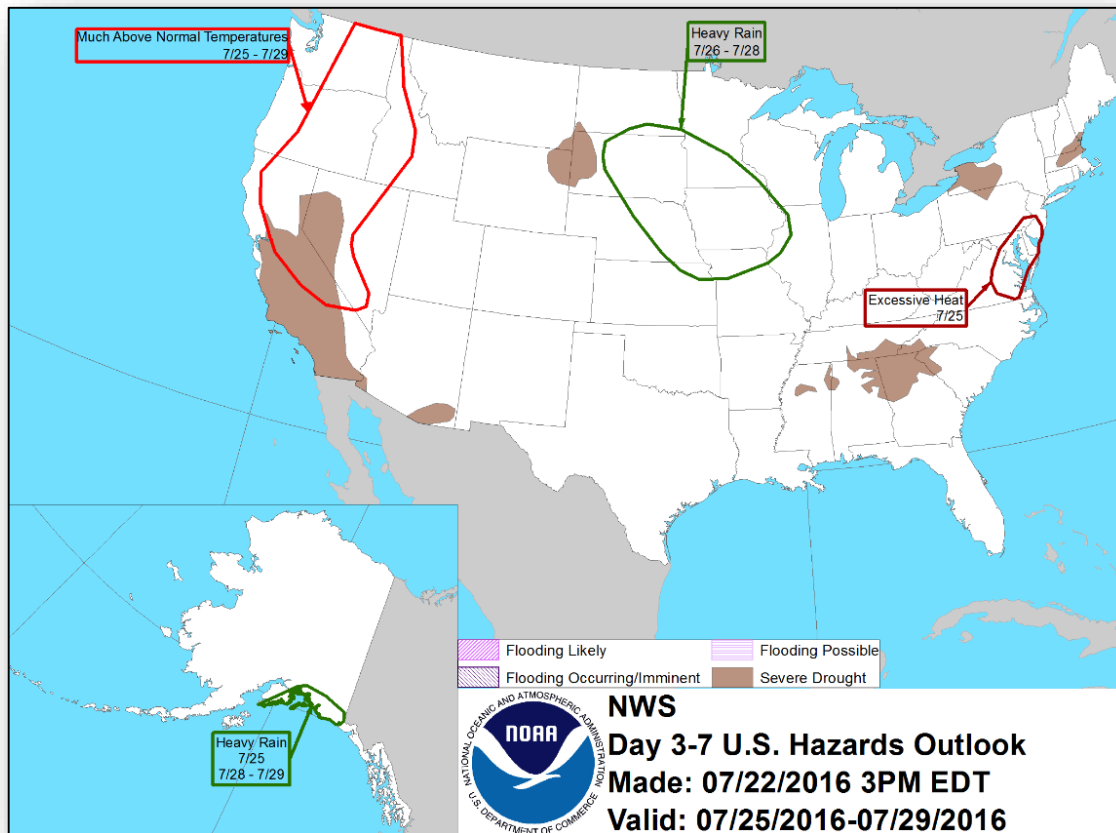 Much Above Normal Temperatures
7/25 - 7/29
Heavy Rain
7/26 - 7/28
Excessive Heat
7/25
Heavy Rain
7/25
7/28 - 7/29
Flooding Likely
Flooding Possible
Flooding Occurring/Imminent
Severe Drought
NATIONAL OCEANIC AND ATMOSPHERIC ADMINISTRATION
NOAA
U.S. DEPARTMENT OF COMMERCE
NWS
Day 3-7 U.S. Hazards Outlook
Made: 07/22/2016 3PM EDT
Valid: 07/25/2016-07/29/2016